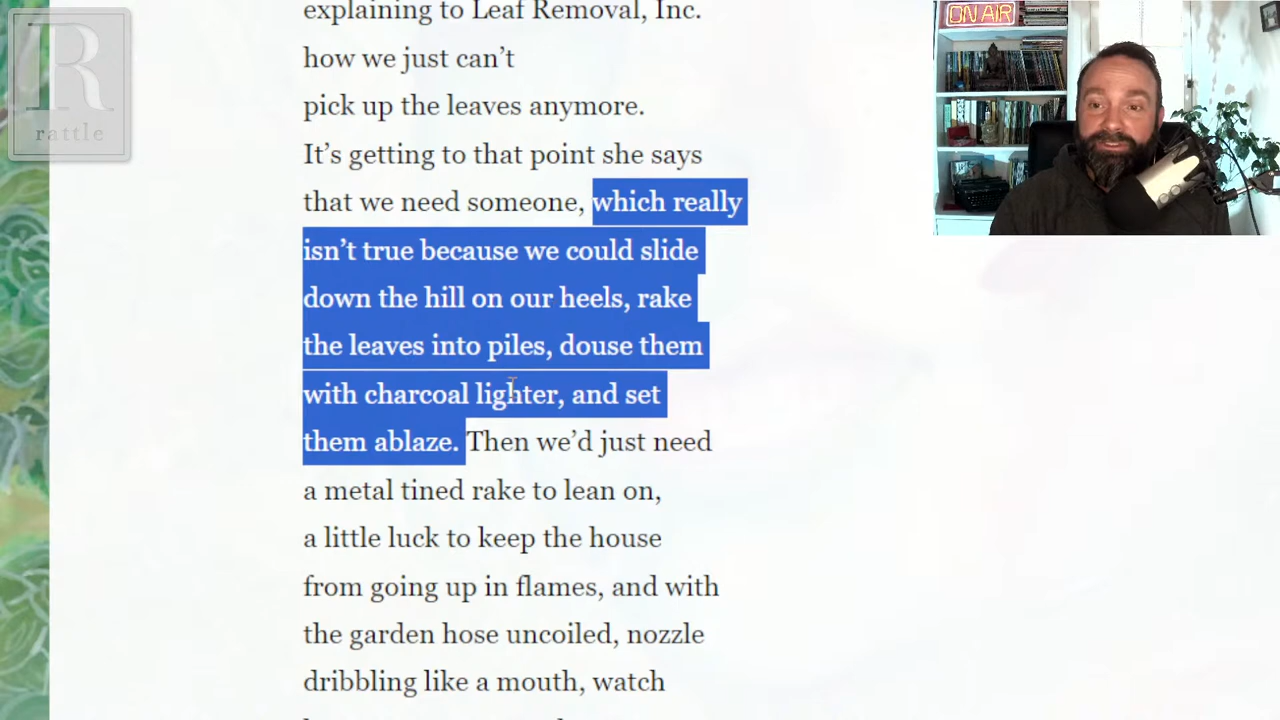 explaining to Leaf Removal, Inc.
how we just can’t
pick up the leaves anymore.
It’s getting to that point she says
that we need someone, which really
isn’t true because we could slide
down the hill on our heels, rake
the leaves into piles, douse them
with charcoal lighter, and set
them ablaze. Then we’d just need
a metal tined rake to lean on,
a little luck to keep the house
from going up in flames, and with
the garden hose uncoiled, nozzle
dribbling like a mouth, watch
R
rattle
ON AIR